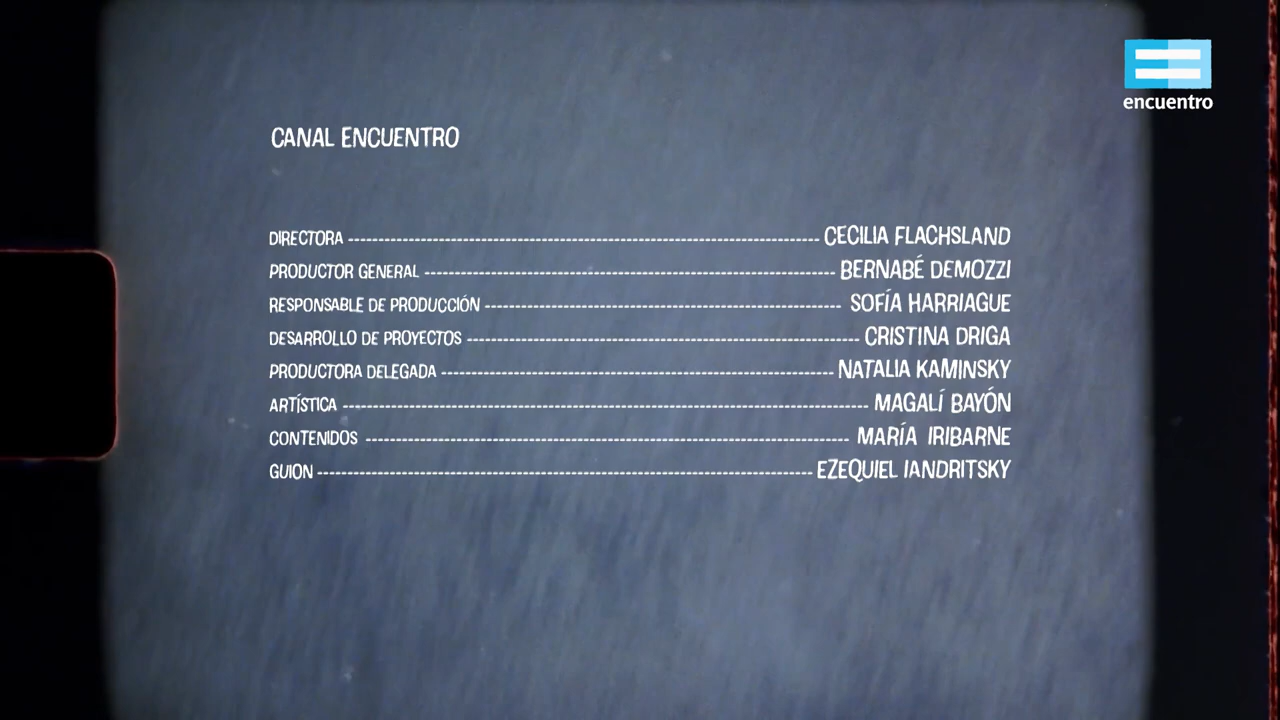 encuentro
CANAL ENCUENTRO
DIRECTORA ---------- CECILIA FLACHSLAND
PRODUCTOR GENERAL ---------- BERNABÉ DEMOZZI
RESPONSABLE DE PRODUCCIÓN ---------- SOFÍA HARRIAGUE
DESARROLLO DE PROYECTOS ---------- CRISTINA DRIGA
PRODUCTORA DELEGADA ---------- NATALIA KAMINSKY
ARTÍSTICA ---------- MAGALÍ BAYÓN
CONTENIDOS ---------- MARÍA IRIBARNE
GUION ---------- EZEQUIEL IANDRITSKY